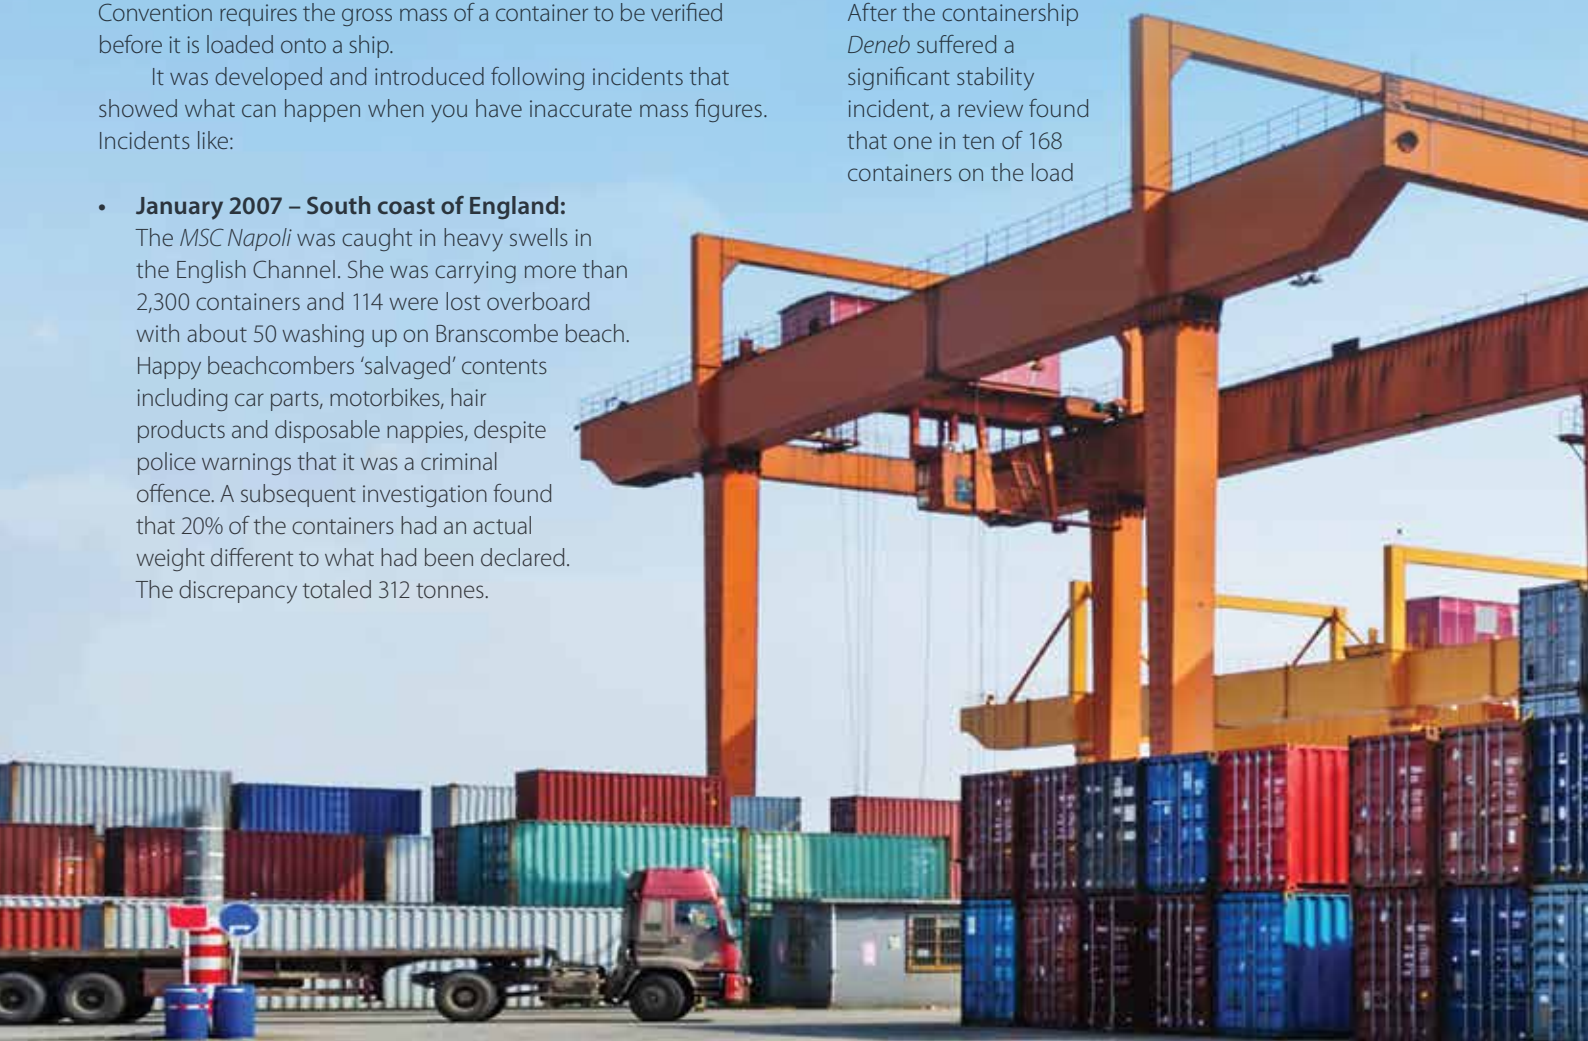 Convention requires the gross mass of a container to be verified
before it is loaded onto a ship.
It was developed and introduced following incidents that
showed what can happen when you have inaccurate mass figures.
Incidents like:
• January 2007 – South coast of England:
The MSC Napoli was caught in heavy swells in
the English Channel. She was carrying more than
2,300 containers and 114 were lost overboard
with about 50 washing up on Branscombe beach.
Happy beachcombers ‘salvaged’ contents
including car parts, motorbikes, hair
products and disposable nappies, despite
police warnings that it was a criminal
offence. A subsequent investigation found
that 20% of the containers had an actual
weight different to what had been declared.
The discrepancy totaled 312 tonnes.
After the containership
Deneb suffered a
significant stability
incident, a review found
that one in ten of 168
containers on the load